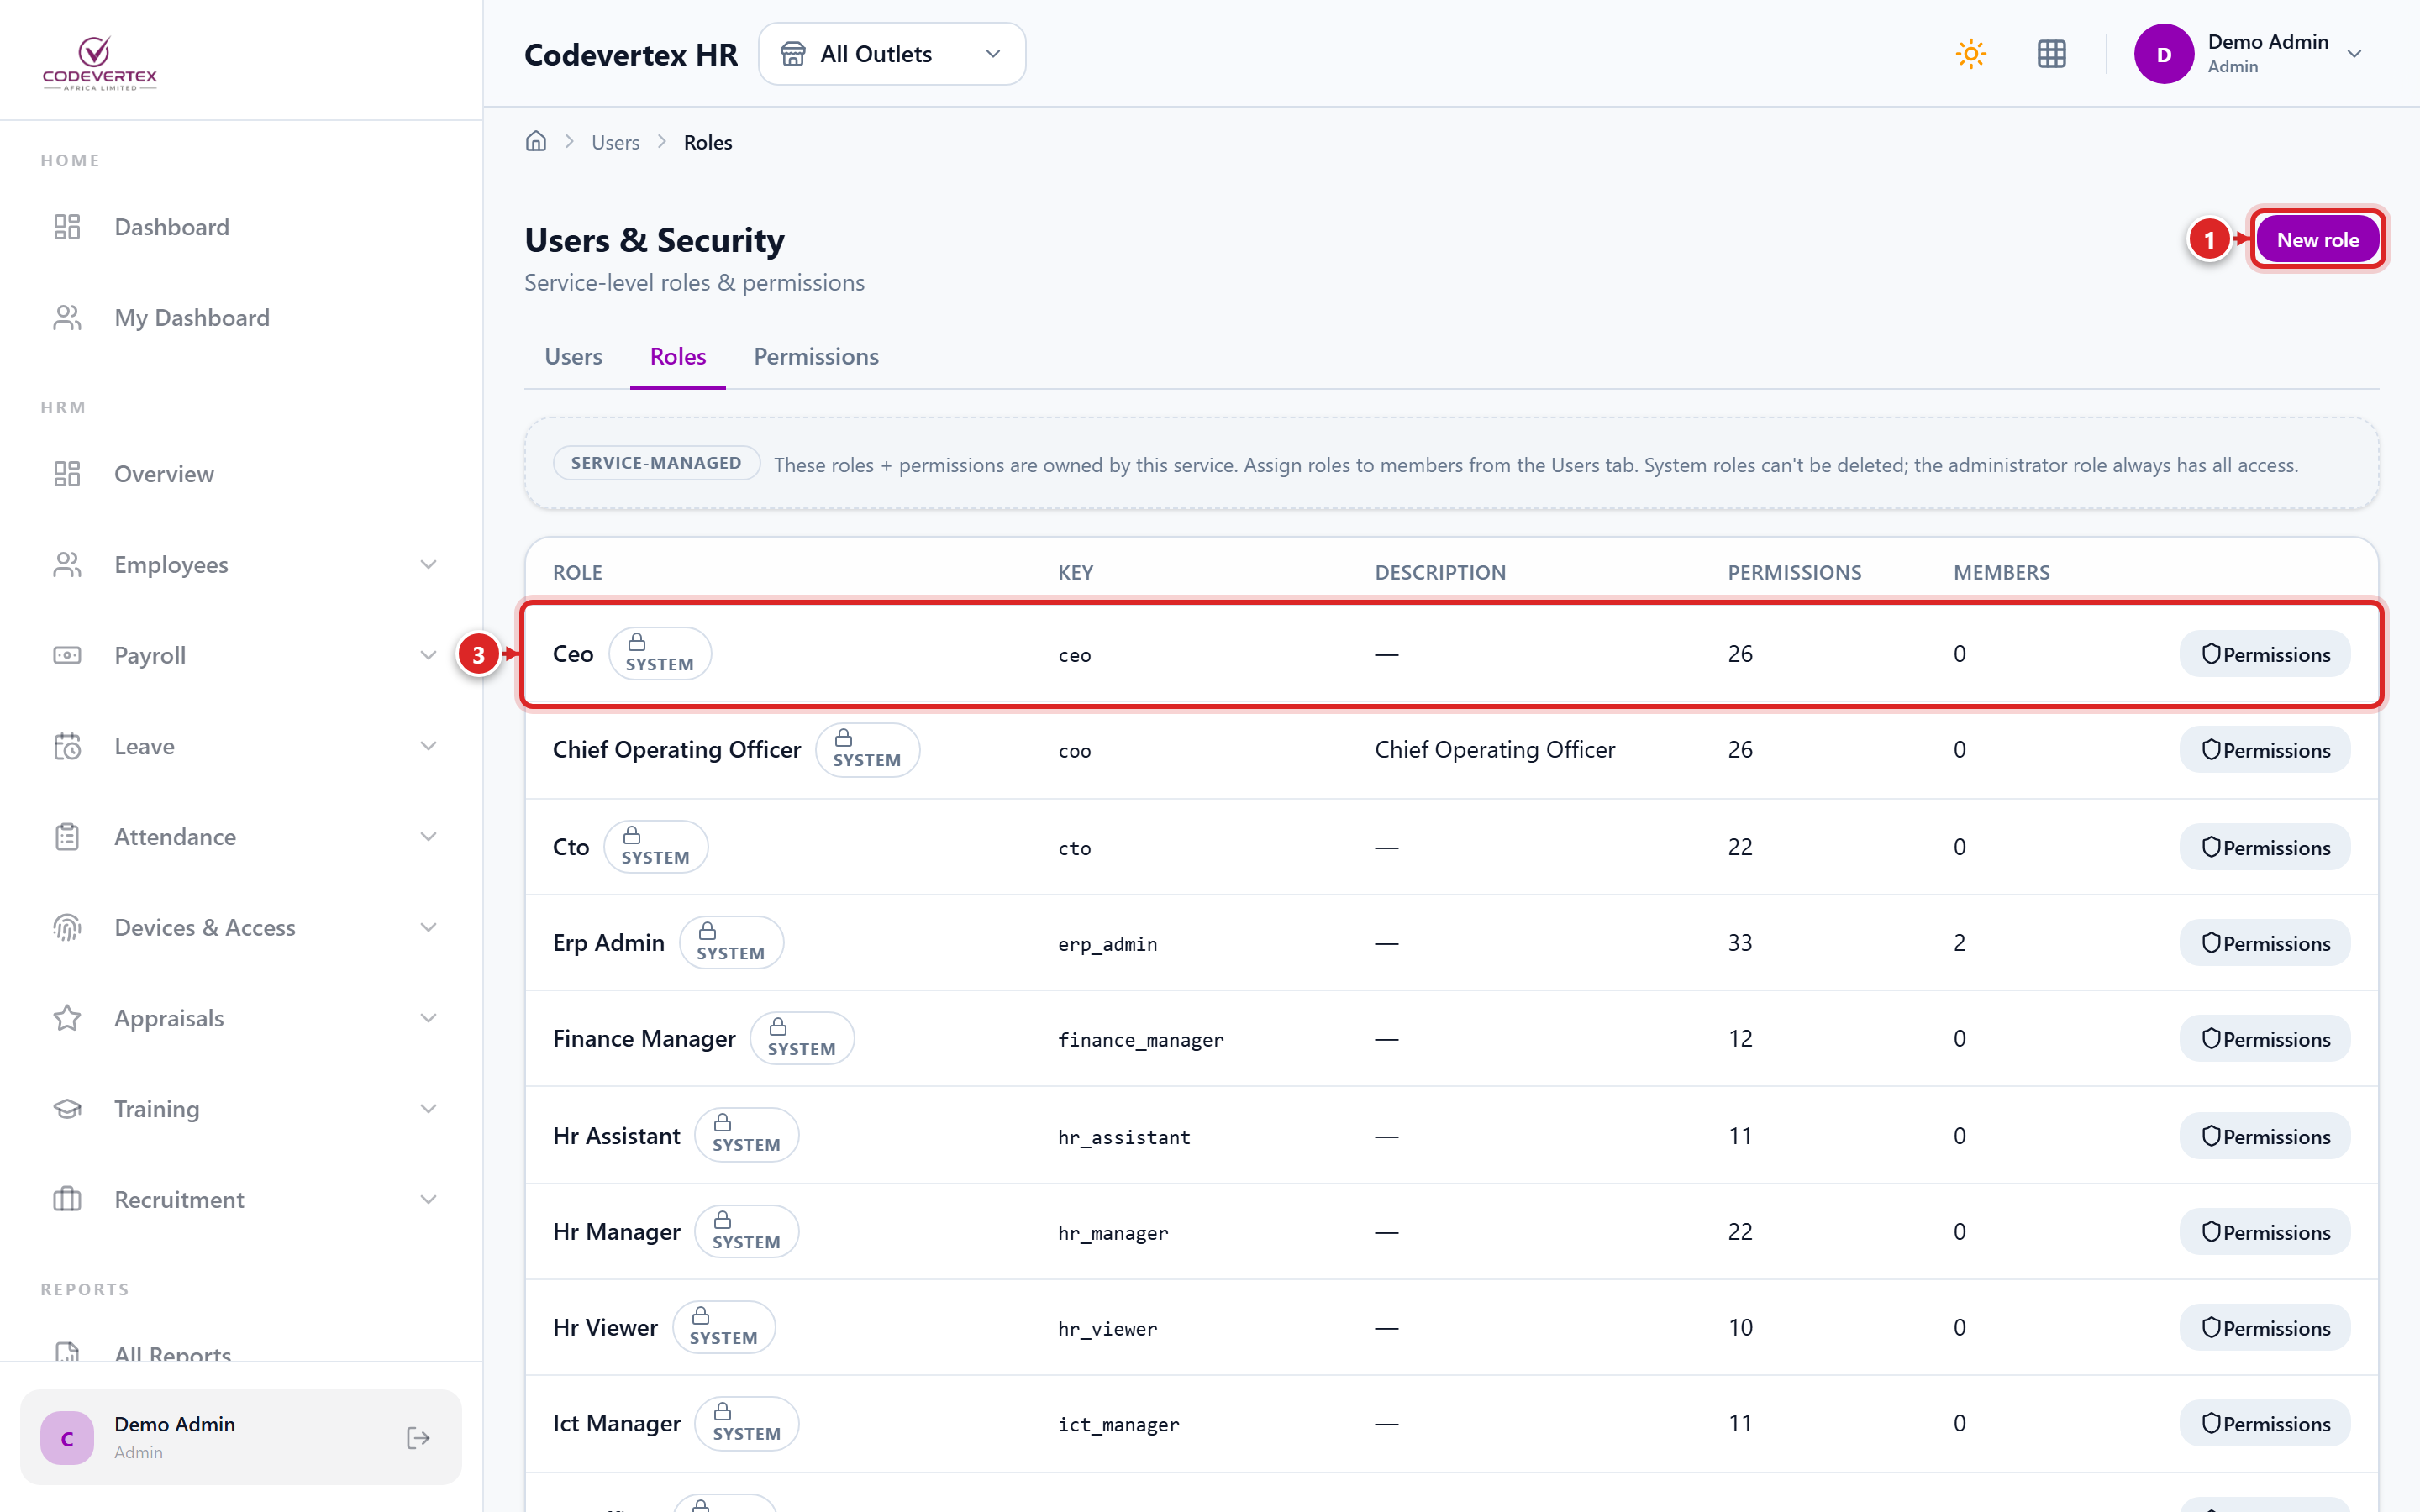 CODEVERTEX
AFRICA LIMITED
Codevertex HR
All Outlets
D
Demo Admin
Admin
HOME
Dashboard
My Dashboard
HRM
Overview
Employees
Payroll
Leave
Attendance
Devices & Access
Appraisals
Training
Recruitment
REPORTS
All Reports
C
Demo Admin
Admin
Users
Roles
Users & Security
Service-level roles & permissions
1
New role
Users Roles Permissions
SERVICE-MANAGED These roles + permissions are owned by this service. Assign roles to members from the Users tab. System roles can't be deleted; the administrator role always has all access.
ROLE KEY DESCRIPTION PERMISSIONS MEMBERS
3
Ceo SYSTEM ceo — 26 0 Permissions
Chief Operating Officer SYSTEM coo Chief Operating Officer 26 0 Permissions
Cto SYSTEM cto — 22 0 Permissions
Erp Admin SYSTEM erp_admin — 33 2 Permissions
Finance Manager SYSTEM finance_manager — 12 0 Permissions
Hr Assistant SYSTEM hr_assistant — 11 0 Permissions
Hr Manager SYSTEM hr_manager — 22 0 Permissions
Hr Viewer SYSTEM hr_viewer — 10 0 Permissions
Ict Manager SYSTEM ict_manager — 11 0 Permissions